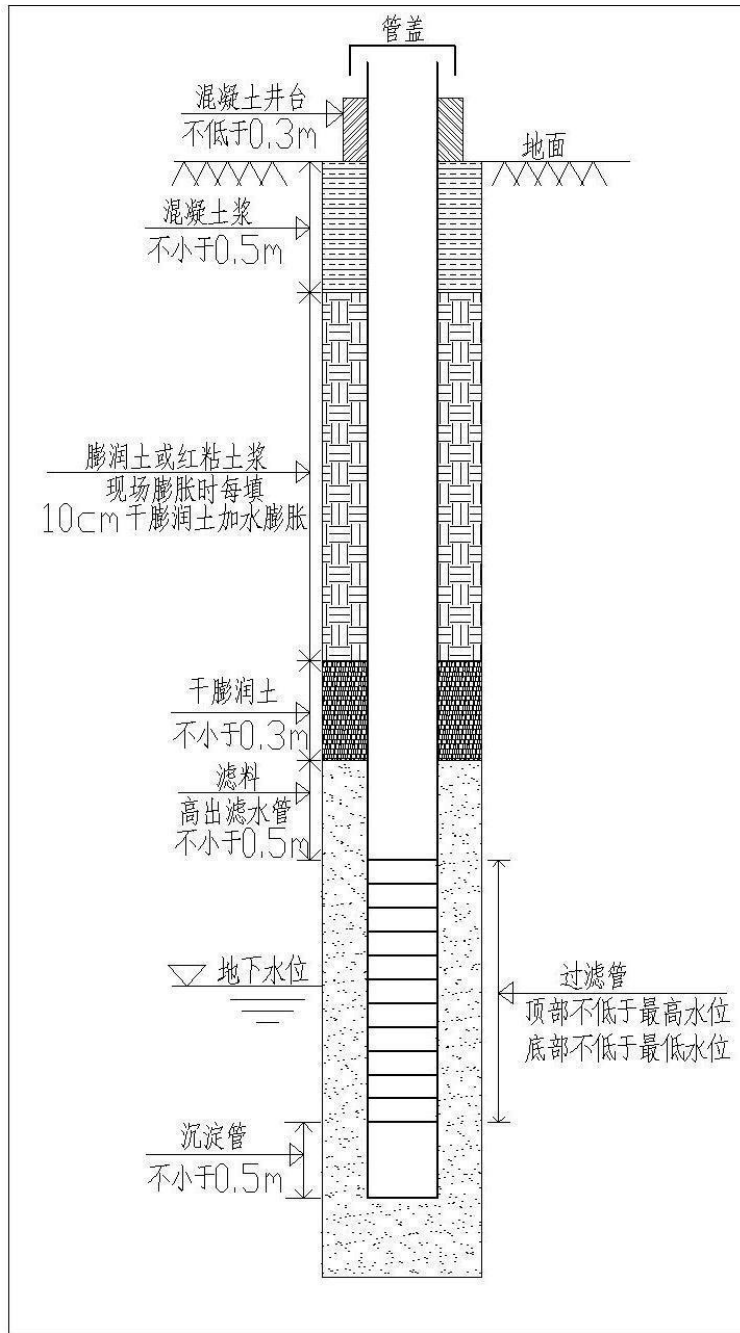 管盖
混凝土井台
不低于0.3m
地面
混凝土浆
不小于0.5m
膨润土或红粘土浆
现场膨胀时每填
10cm干膨润土加水膨胀
干膨润土
不小于0.3m
滤料
高出滤水管
不小于0.5m
地下水位
过滤管
顶部不低于最高水位
底部不低于最低水位
沉淀管
不小于0.5m